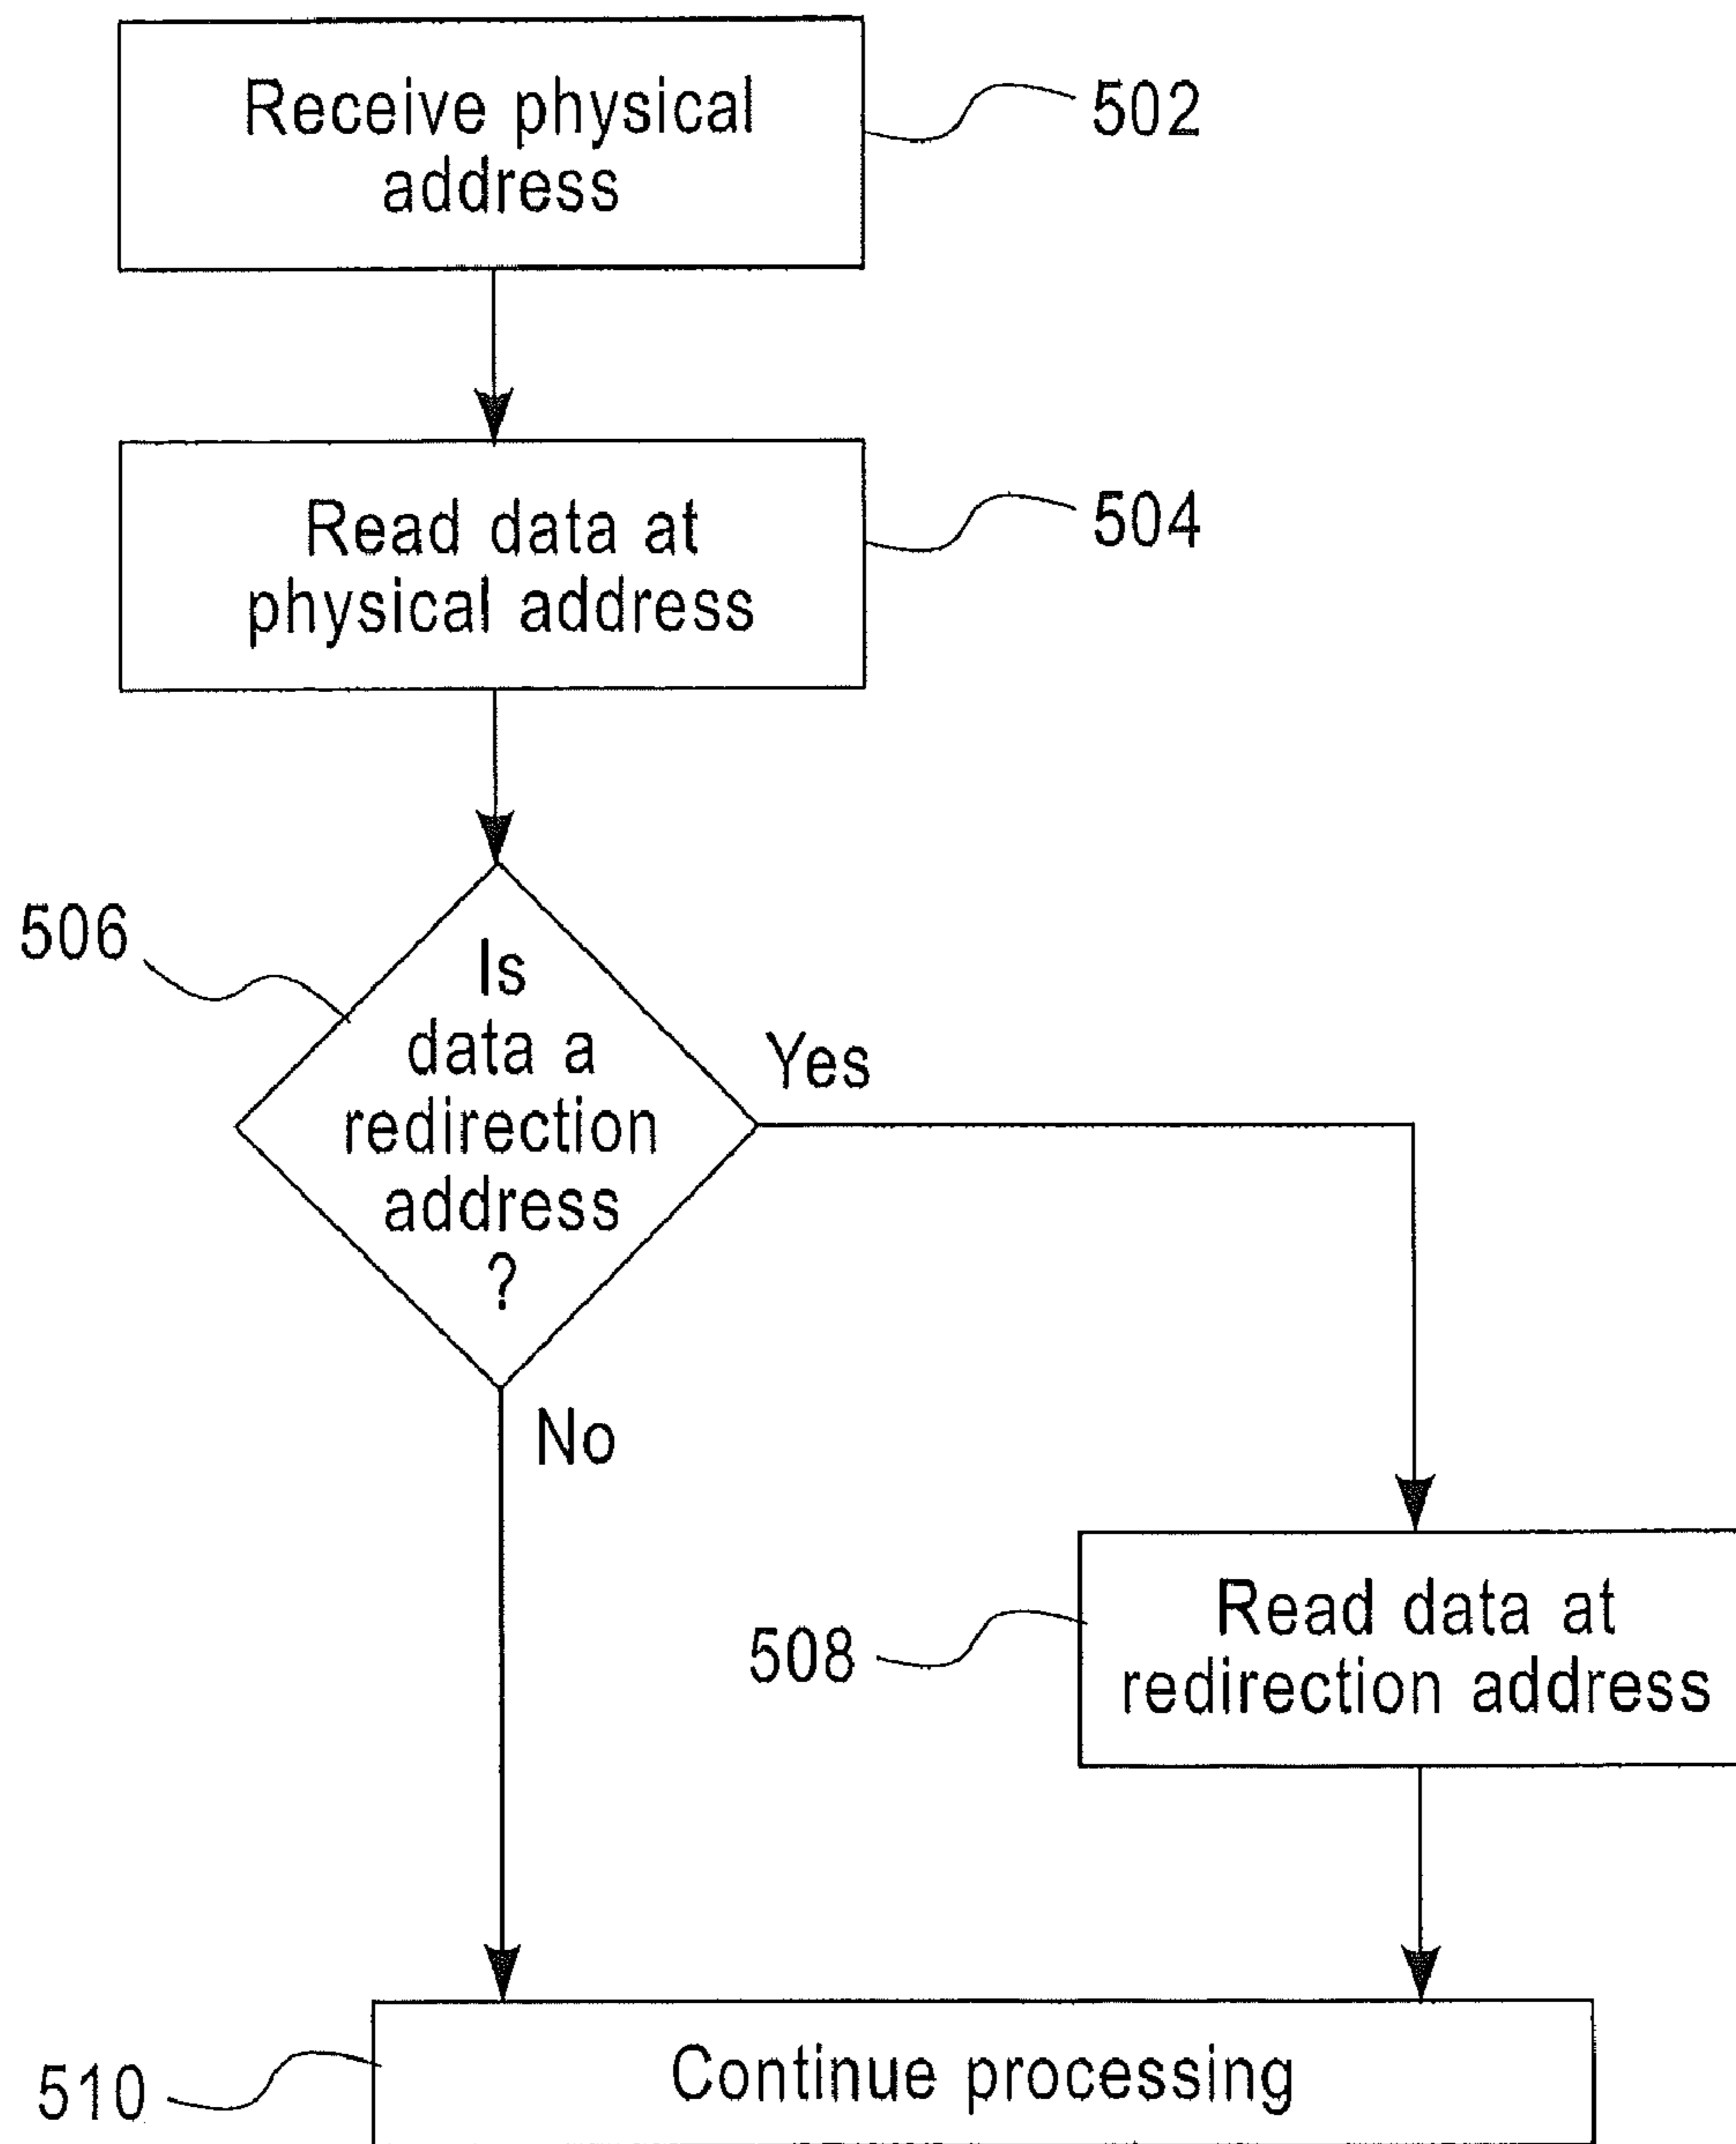 Receive physical
address
502
Read data at
physical address
504
506
Is
data a
redirection
address
?
Yes
No
508
Read data at
redirection address
510
Continue processing